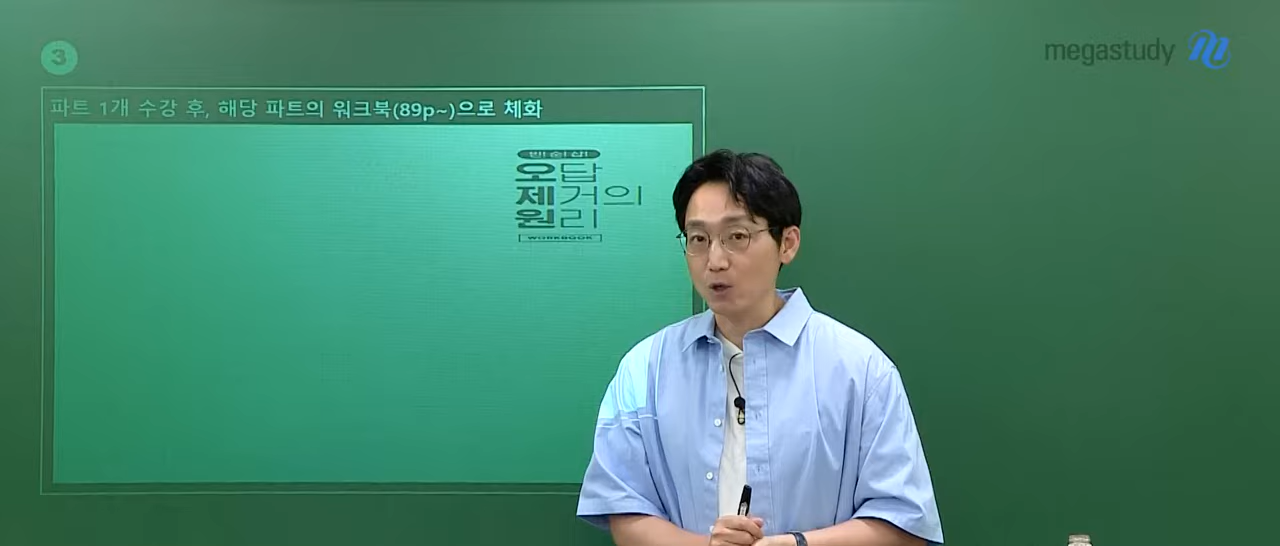 megastudy
3
파트 1개 수강 후, 해당 파트의 워크북(89p~)으로 체화
오답
제거의
원리
WORKBOOK